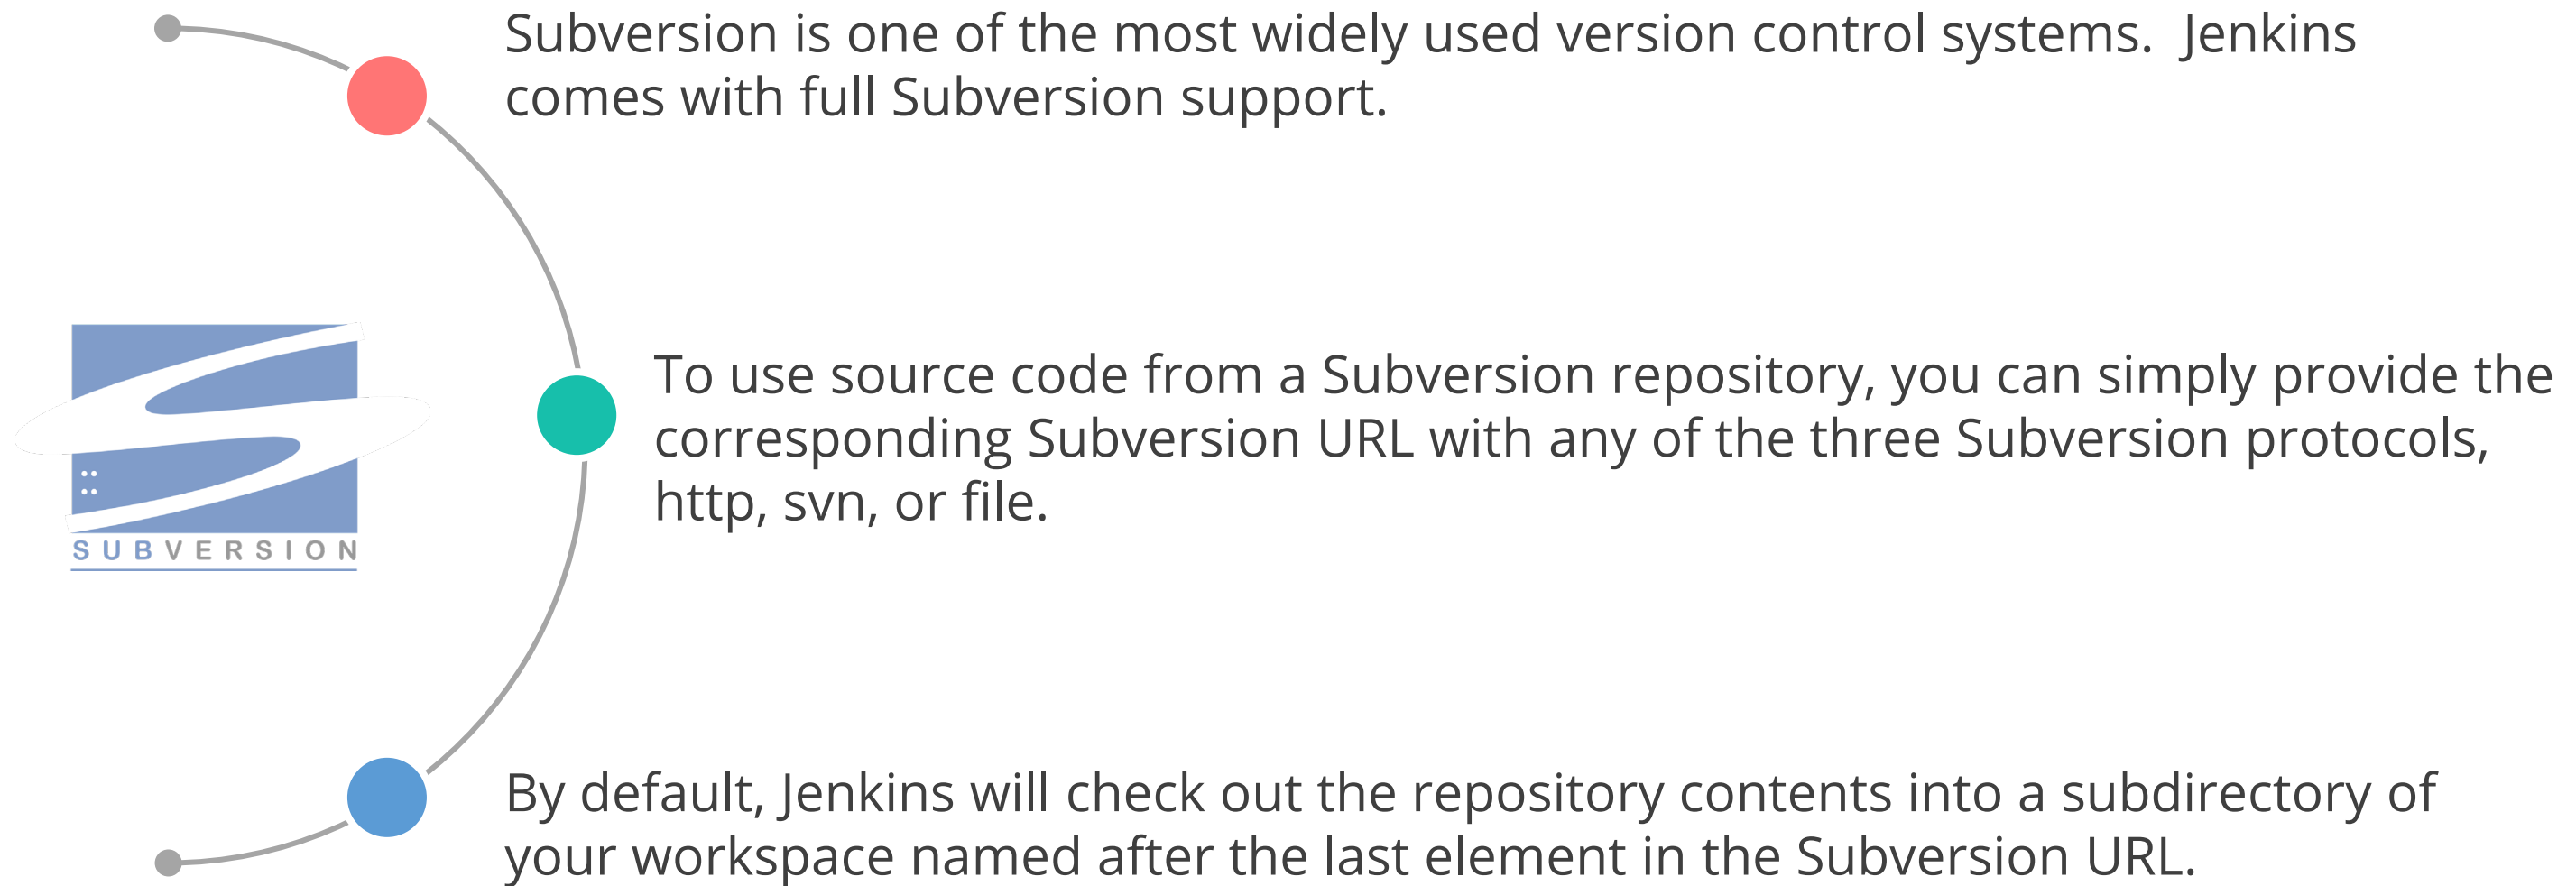 Subversion is one of the most widely used version control systems.  Jenkins
comes with full Subversion support.
To use source code from a Subversion repository, you can simply provide the
corresponding Subversion URL with any of the three Subversion protocols,
http, svn, or file.
SUBVERSION
By default, Jenkins will check out the repository contents into a subdirectory of
your workspace named after the last element in the Subversion URL.